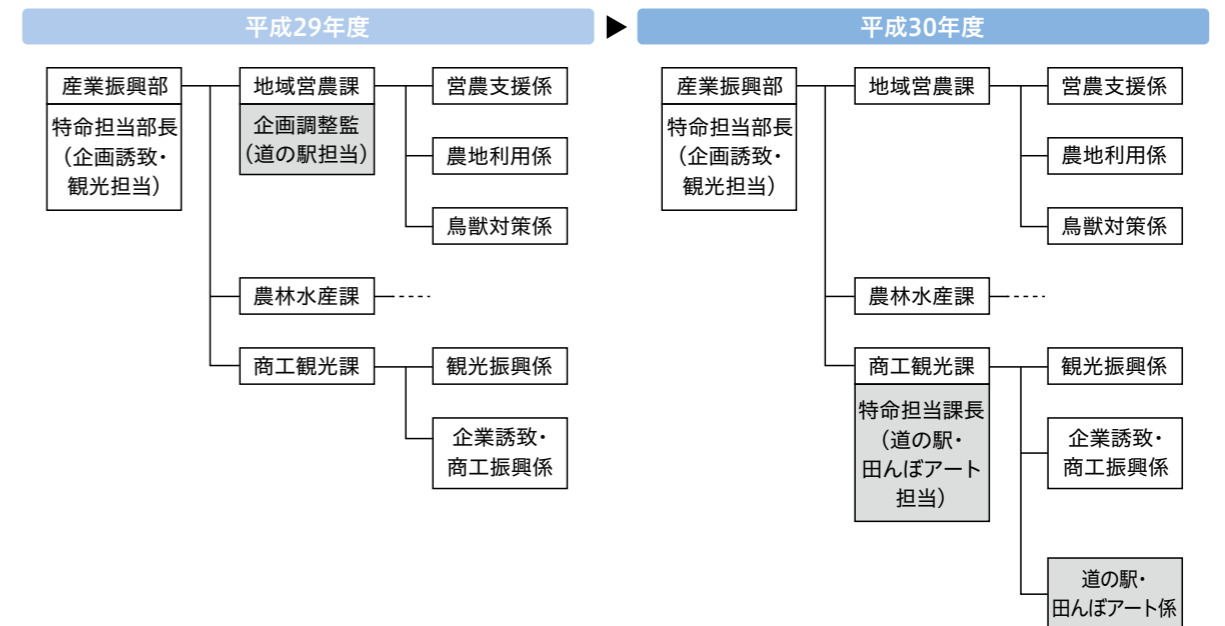 平成29年度
産業振興部
特命担当部長
（企画誘致・
観光担当）
地域営農課
企画調整監
（道の駅担当）
営農支援係
農地利用係
鳥獣対策係
農林水産課
商工観光課
観光振興係
企業誘致・
商工振興係
▶
平成30年度
産業振興部
特命担当部長
（企画誘致・
観光担当）
地域営農課
営農支援係
農地利用係
鳥獣対策係
農林水産課
商工観光課
特命担当課長
（道の駅・
田んぼアート
担当）
観光振興係
企業誘致・
商工振興係
道の駅・
田んぼアート係